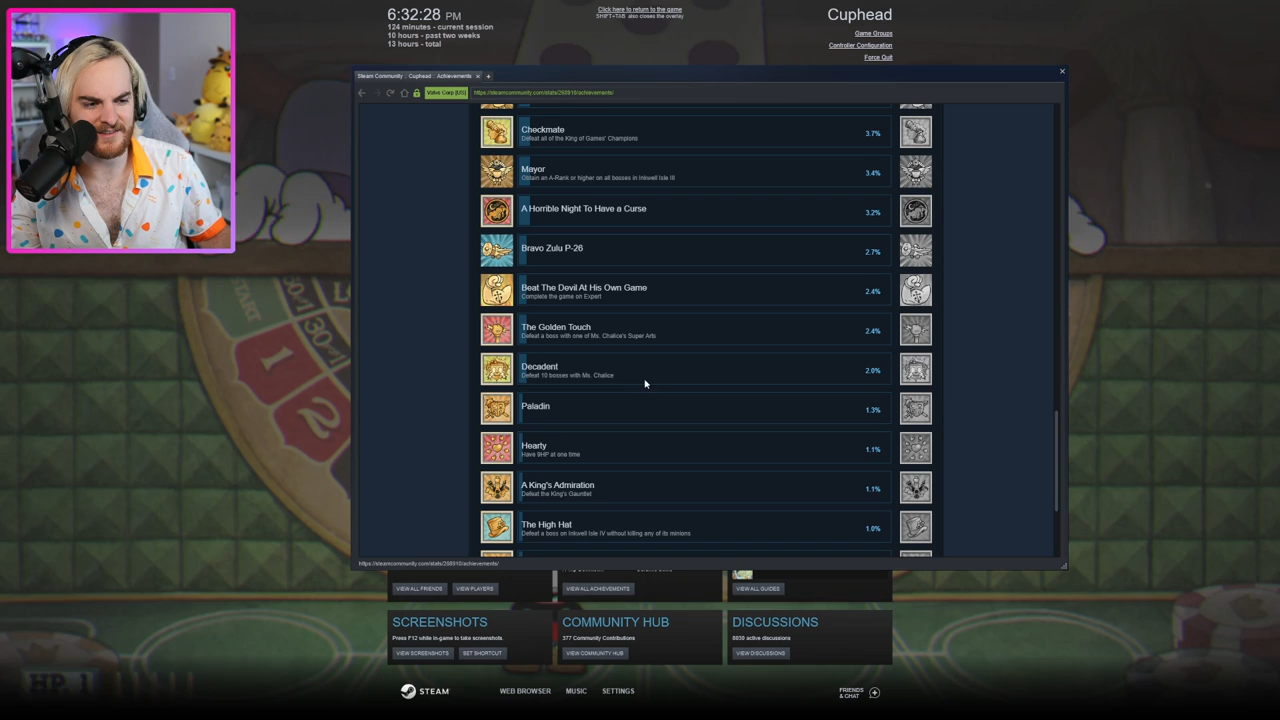 6:32:28 PM
124 minutes - current session
10 hours - past two weeks
13 hours - total
Click here to return to the game
SHIFT+TAB also closes the overlay
Cuphead
Game Groups
Controller Configuration
Force Quit
Steam Community :: Cuphead :: Achievements
Valve Corp [US]
https://steamcommunity.com/stats/268910/achievements/
Checkmate
Defeat all of the King of Games' Champions
3.7%
Mayor
Obtain an A-Rank or higher on all bosses in Inkwell Isle III
3.4%
A Horrible Night To Have a Curse
3.2%
Bravo Zulu P-26
2.7%
Beat The Devil At His Own Game
Complete the game on Expert
2.4%
The Golden Touch
Defeat a boss with one of Ms. Chalice's Super Arts
2.4%
Decadent
Defeat 10 bosses with Ms. Chalice
2.0%
Paladin
1.3%
Hearty
Have 9HP at one time
1.1%
A King's Admiration
Defeat the King's Gauntlet
1.1%
The High Hat
Defeat a boss on Inkwell Isle IV without killing any of its minions
1.0%
https://steamcommunity.com/stats/268910/achievements/
VIEW ALL FRIENDS
VIEW PLAYERS
VIEW ALL ACHIEVEMENTS
VIEW ALL GUIDES
SCREENSHOTS
Press F12 while in-game to take screenshots.
VIEW SCREENSHOTS
SET SHORTCUT
COMMUNITY HUB
377 Community Contributions
VIEW COMMUNITY HUB
DISCUSSIONS
8030 active discussions
VIEW DISCUSSIONS
START
1
2
HP. 1
STEAM
WEB BROWSER
MUSIC
SETTINGS
FRIENDS
& CHAT